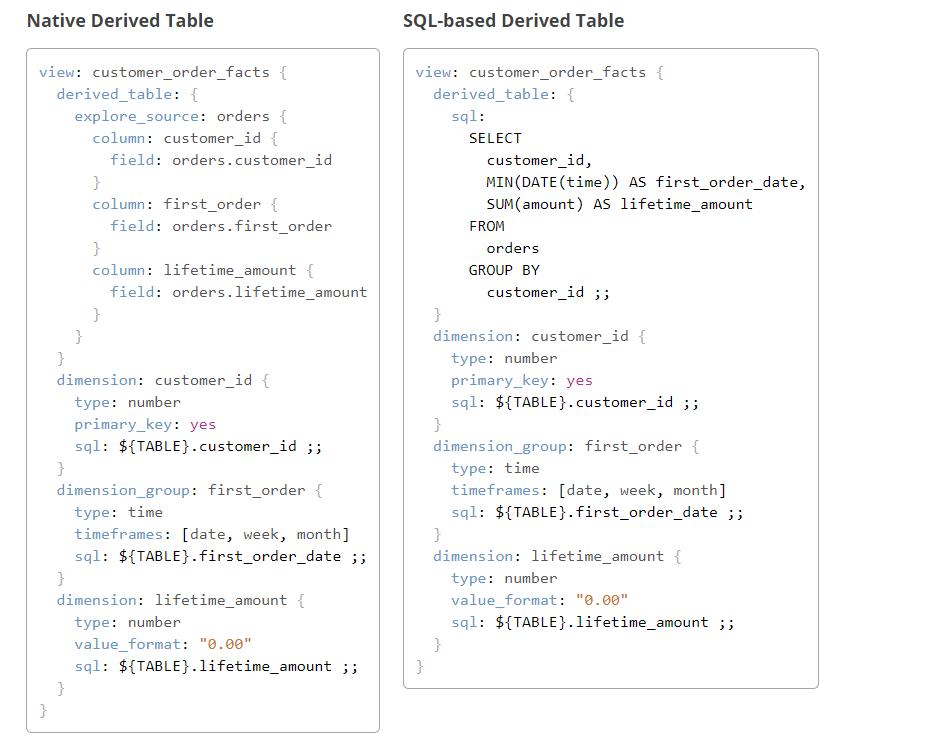 Native Derived Table
view: customer_order_facts {
derived_table: {
explore_source: orders {
column: customer_id {
field: orders.customer_id
}
column: first_order {
field: orders.first_order
}
column: lifetime_amount {
field: orders.lifetime_amount
}
}
}
dimension: customer_id {
type: number
primary_key: yes
sql: ${TABLE}.customer_id ;;
}
dimension_group: first_order {
type: time
timeframes: [date, week, month]
sql: ${TABLE}.first_order_date ;;
}
dimension: lifetime_amount {
type: number
value_format: "0.00"
sql: ${TABLE}.lifetime_amount ;;
}
}
SQL-based Derived Table
view: customer_order_facts {
derived_table: {
sql:
SELECT
customer_id,
MIN(DATE(time)) AS first_order_date,
SUM(amount) AS lifetime_amount
FROM
orders
GROUP BY
customer_id ;;
}
dimension: customer_id {
type: number
primary_key: yes
sql: ${TABLE}.customer_id ;;
}
dimension_group: first_order {
type: time
timeframes: [date, week, month]
sql: ${TABLE}.first_order_date ;;
}
dimension: lifetime_amount {
type: number
value_format: "0.00"
sql: ${TABLE}.lifetime_amount ;;
}
}